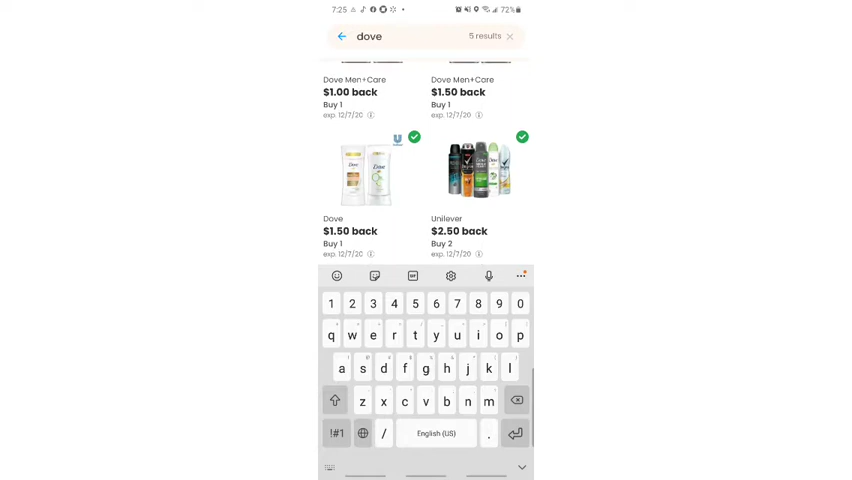 7:25
72%
dove
5 results
Dove Men+Care
$1.00 back
Buy 1
exp. 12/7/20
Dove Men+Care
$1.50 back
Buy 1
exp. 12/7/20
Dove
$1.50 back
Buy 1
exp. 12/7/20
Unilever
$2.50 back
Buy 2
exp. 12/7/20
GIF
1 2 3 4 5 6 7 8 9 0
q w e r t y u i o p
a s d f g h j k l
z x c v b n m
!#1 / English (US) .